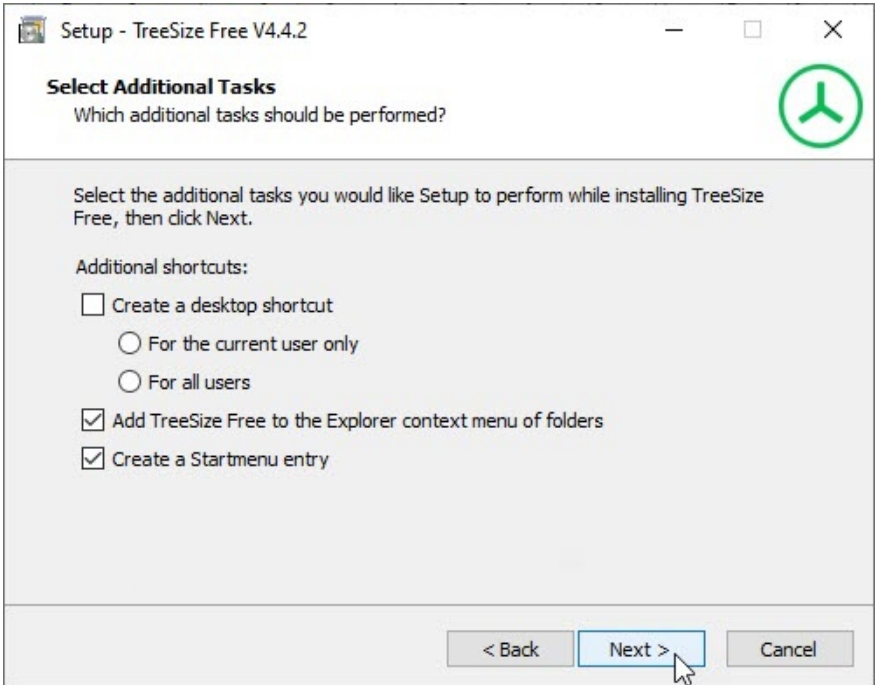 Setup - TreeSize Free V4.4.2
Select Additional Tasks
Which additional tasks should be performed?
Select the additional tasks you would like Setup to perform while installing TreeSize
Free, then click Next.
Additional shortcuts:
Create a desktop shortcut
For the current user only
For all users
Add TreeSize Free to the Explorer context menu of folders
Create a Startmenu entry
< Back
Next >
Cancel